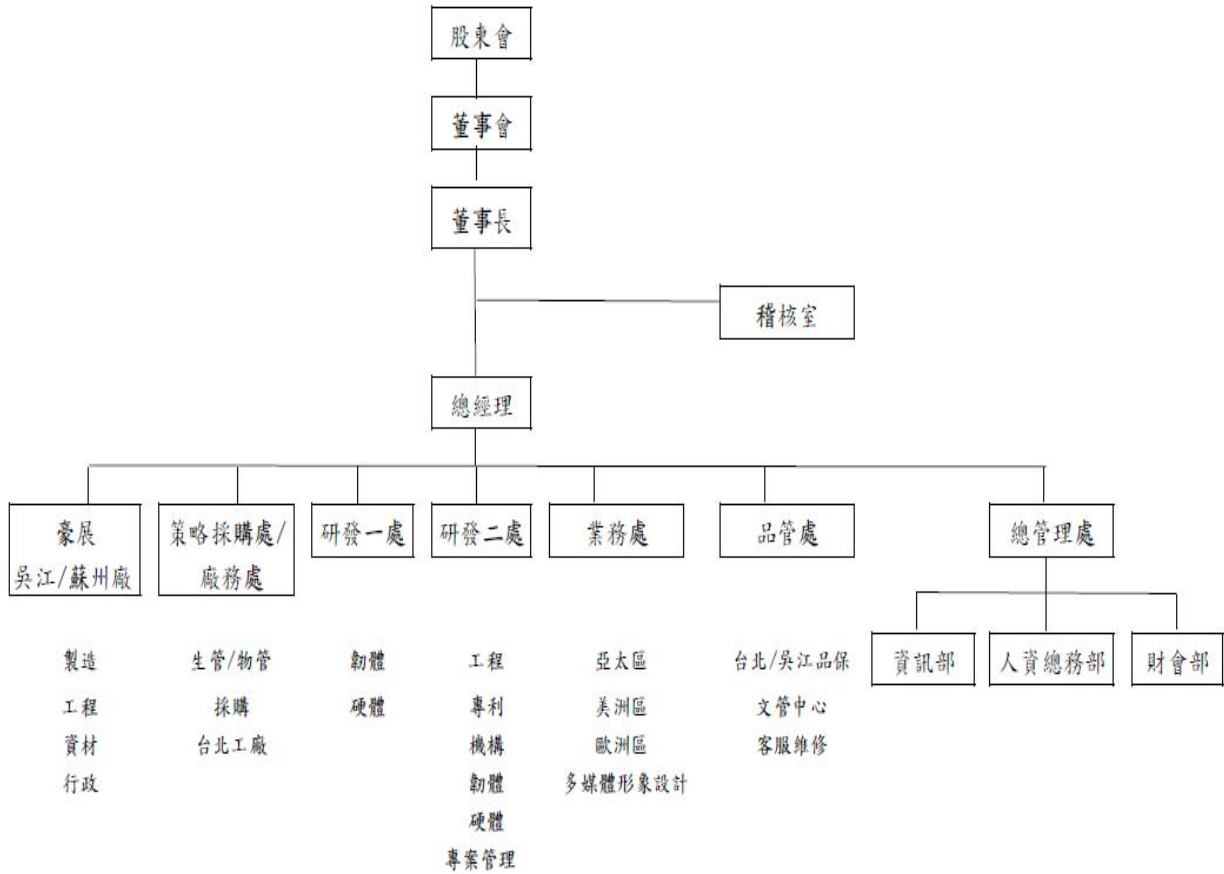 股東會
董事會
董事長
稽核室
總經理
豪展
吳江/蘇州廠
策略採購處/
廠務處
研發一處
研發二處
業務處
品管處
總管理處
製造
工程
資材
行政
生管/物管
採購
台北工廠
韌體
硬體
工程
專利
機構
韌體
硬體
專案管理
亞太區
美洲區
歐洲區
多媒體形象設計
台北/吳江品保
文管中心
客服維修
資訊部
人資總務部
財會部